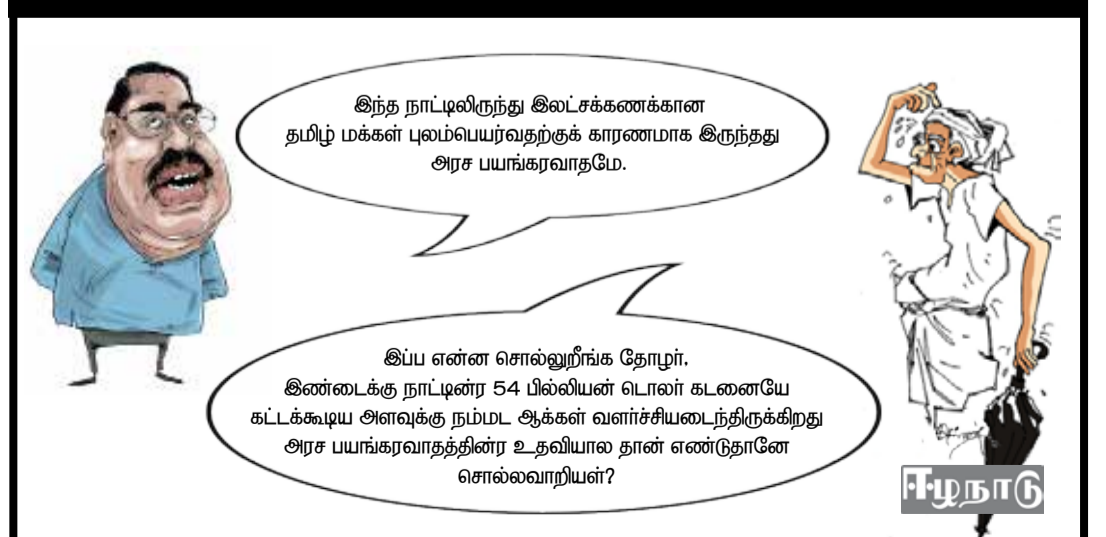 இந்த நாட்டிலிருந்து இலட்சக்கணக்கான
தமிழ் மக்கள் புலம்பெயர்வதற்குக் காரணமாக இருந்தது
அரச பயங்கரவாதமே.
இப்ப என்ன சொல்லுறீங்க தோழர்,
இண்டைக்கு நாட்டின்ர 54 பில்லியன் டொலர் கடனையே
கட்டக்கூடிய அளவுக்கு நம்மட ஆக்கள் வளர்ச்சியடைந்திருக்கிறது
அரச பயங்கரவாதத்தின்ர உதவியால தான் எண்டுதானே
சொல்லவாறியள்?
ஈழநாடு